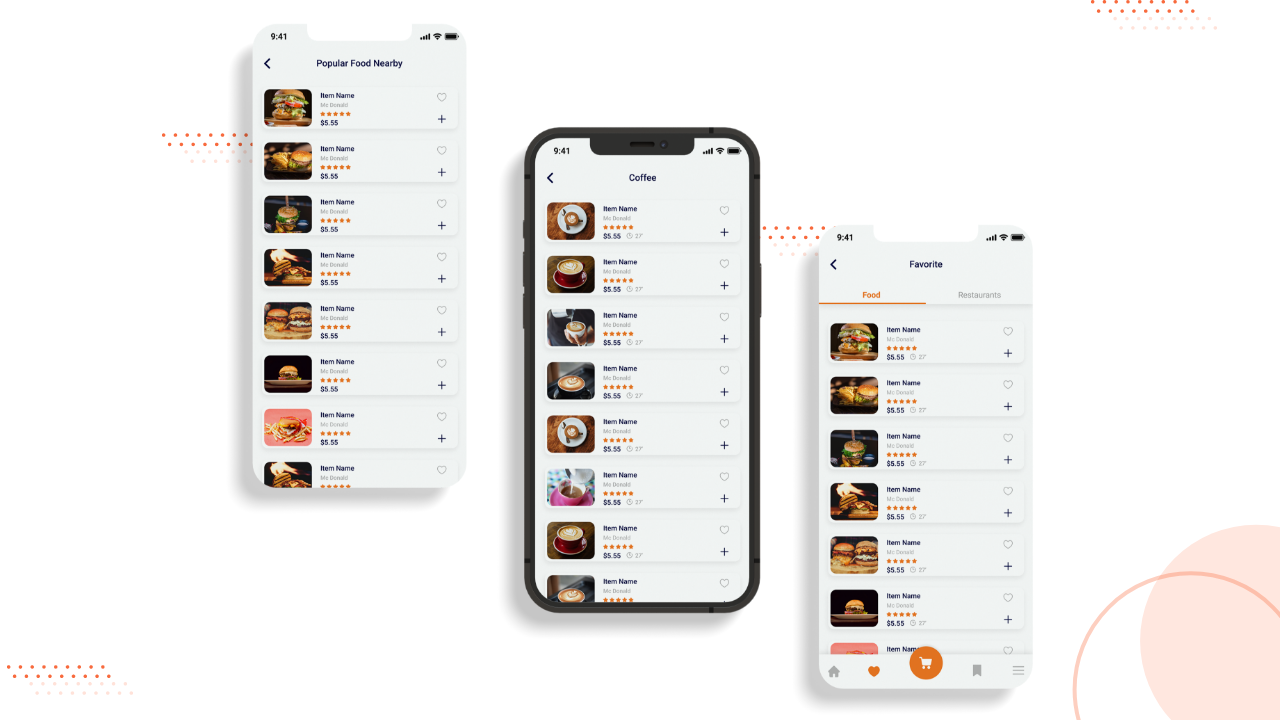 9:41
Popular Food Nearby
Item Name
Mc Donald
$5.55
Item Name
Mc Donald
$5.55
Item Name
Mc Donald
$5.55
Item Name
Mc Donald
$5.55
Item Name
Mc Donald
$5.55
Item Name
Mc Donald
$5.55
Item Name
Mc Donald
$5.55
Item Name
Mc Donald
9:41
Coffee
Item Name
Mc Donald
$5.55 27'
Item Name
Mc Donald
$5.55 27'
Item Name
Mc Donald
$5.55 27'
Item Name
Mc Donald
$5.55 27'
Item Name
Mc Donald
$5.55 27'
Item Name
Mc Donald
$5.55 27'
Item Name
Mc Donald
$5.55 27'
Item Name
Mc Donald
9:41
Favorite
Food Restaurants
Item Name
Mc Donald
$5.55 27'
Item Name
Mc Donald
$5.55 27'
Item Name
Mc Donald
$5.55 27'
Item Name
Mc Donald
$5.55 27'
Item Name
Mc Donald
$5.55 27'
Item Name
Mc Donald
$5.55 27'
Item Name